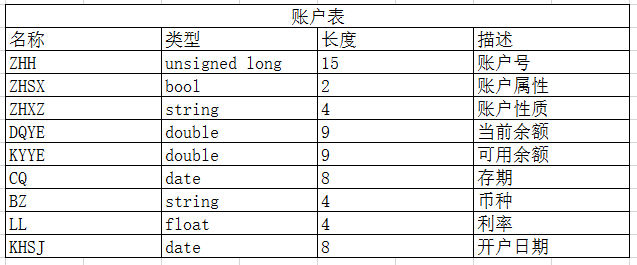 账户表
名称 类型 长度 描述
ZHH unsigned long 15 账户号
ZHSX bool 2 账户属性
ZHXZ string 4 账户性质
DQYE double 9 当前余额
KYYE double 9 可用余额
CQ date 8 存期
BZ string 4 币种
LL float 4 利率
KHSJ date 8 开户日期